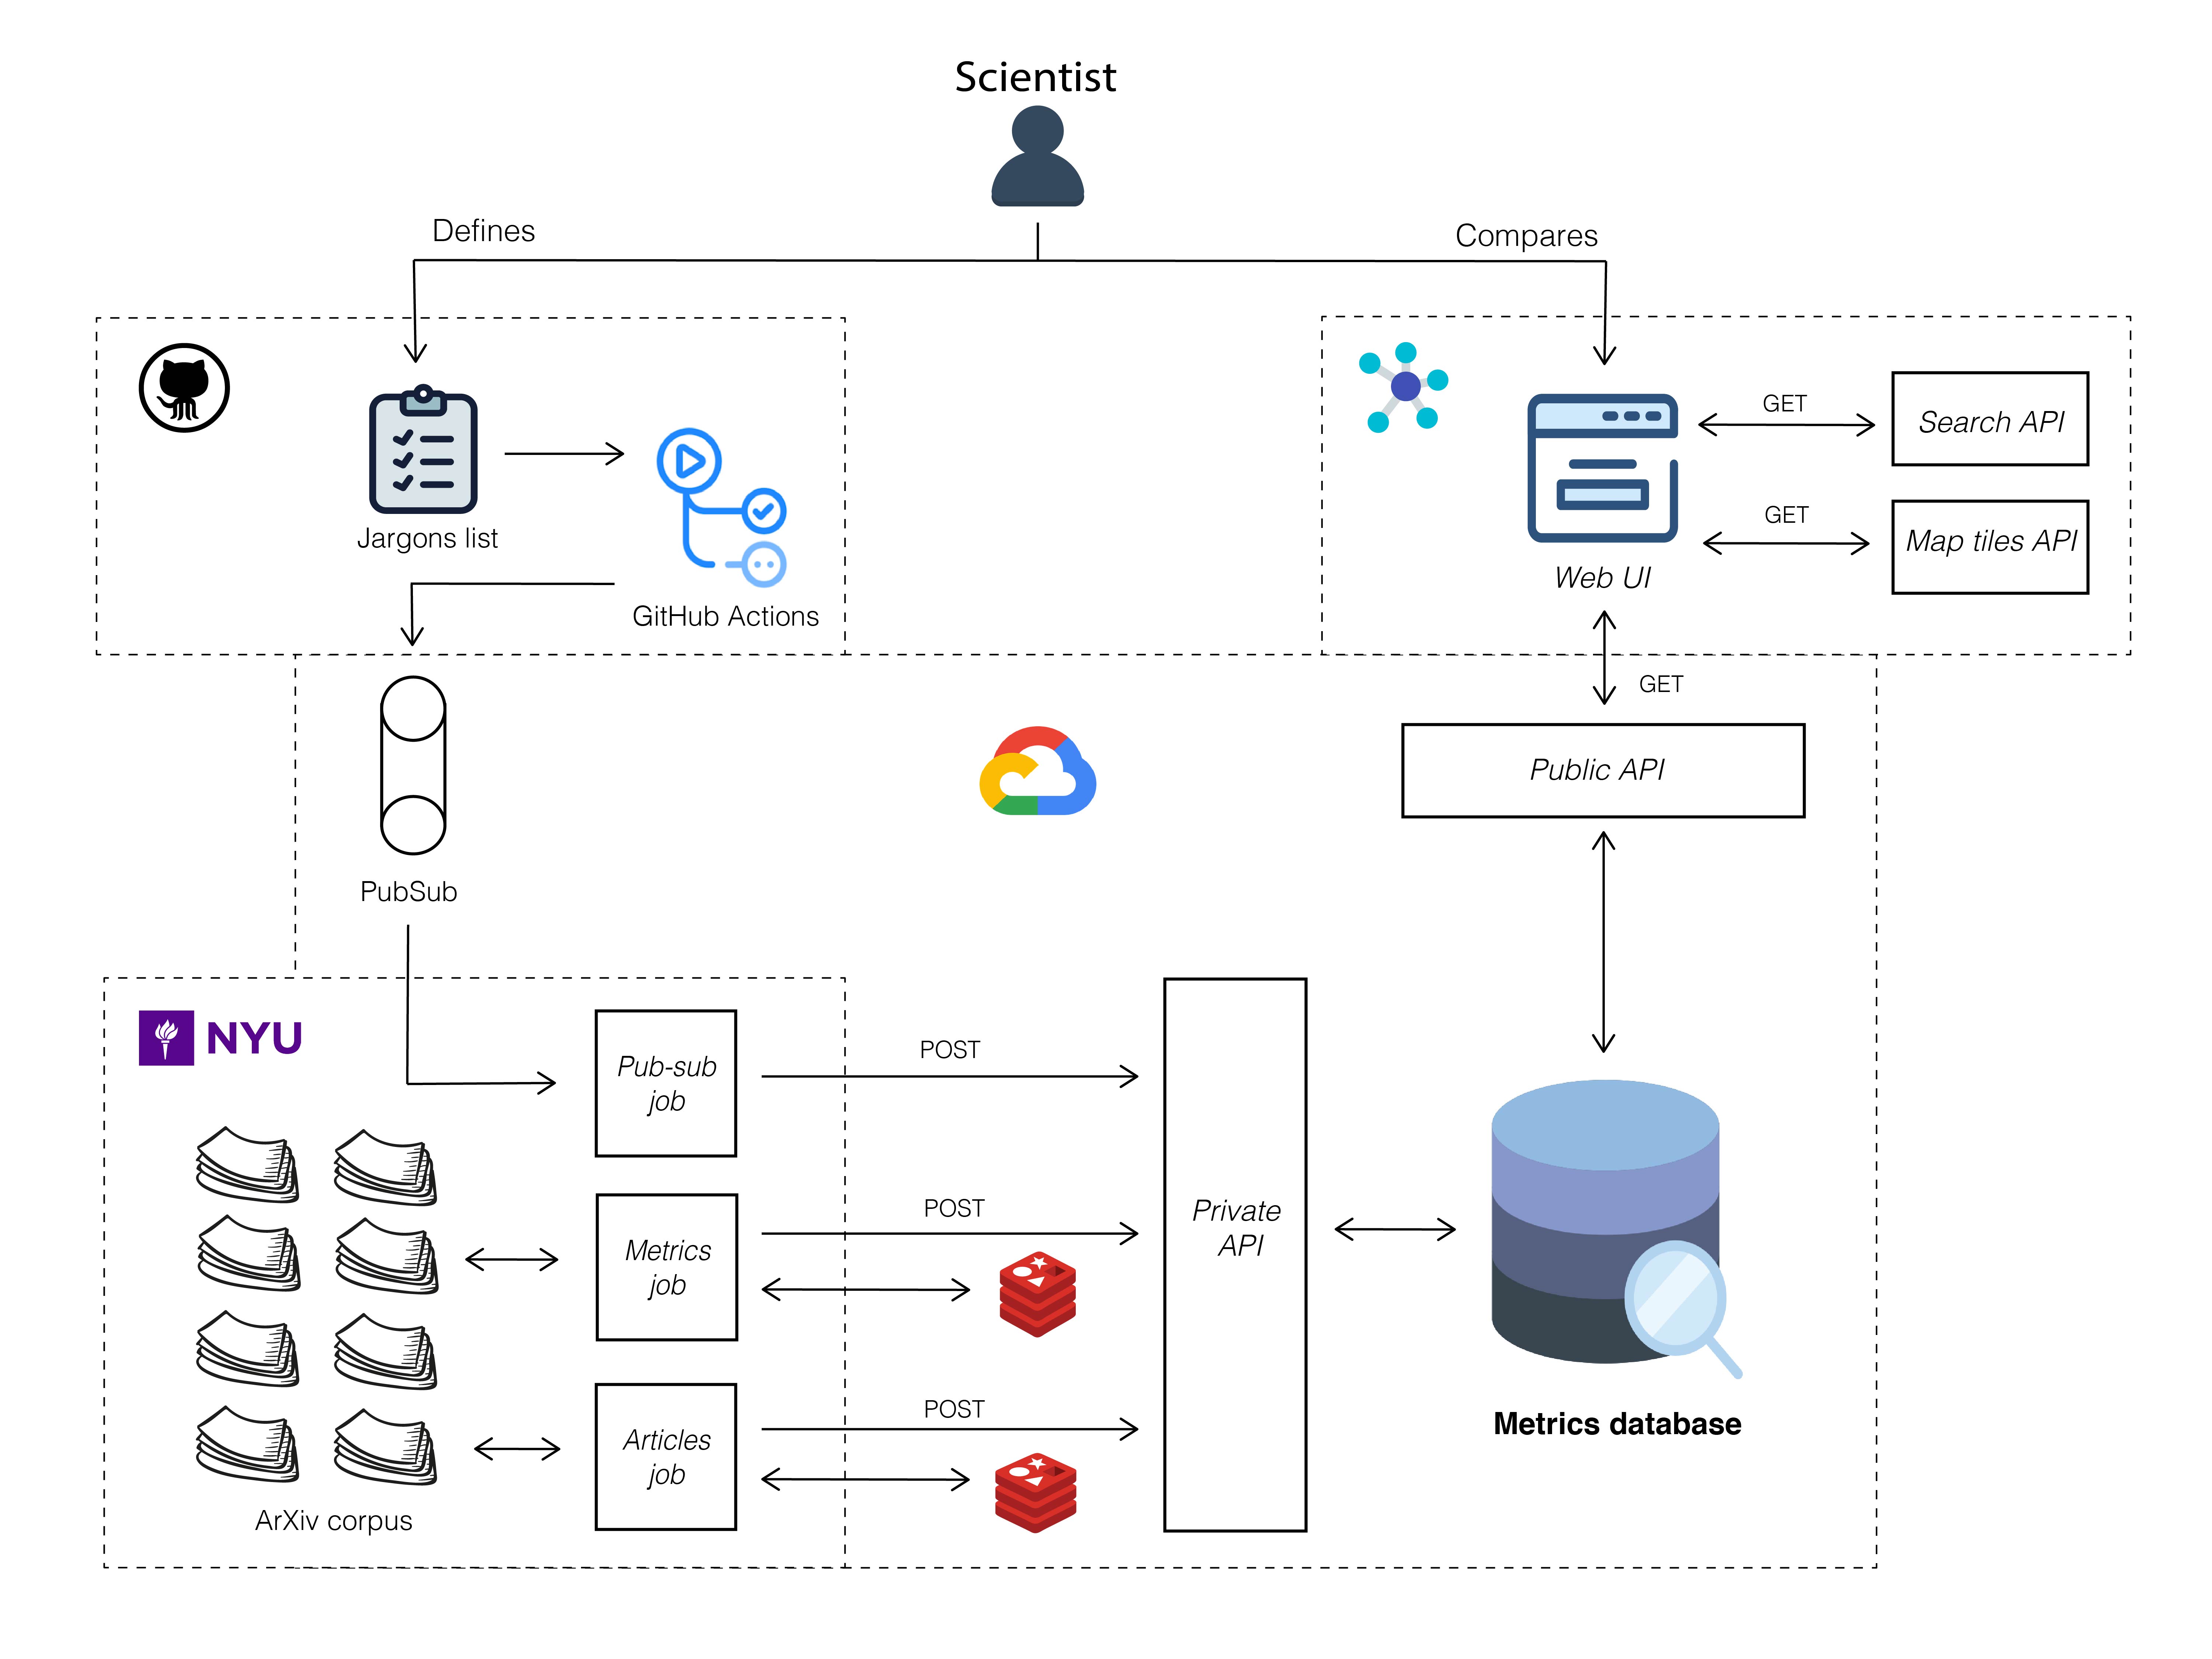 Scientist
Defines
Compares
GET
Search API
Jargons list
GET
Map tiles API
Web UI
GitHub Actions
GET
PubSub
Public API
NYU
Pub-sub
job
POST
Metrics
job
POST
Private
API
Articles
job
POST
Metrics database
ArXiv corpus